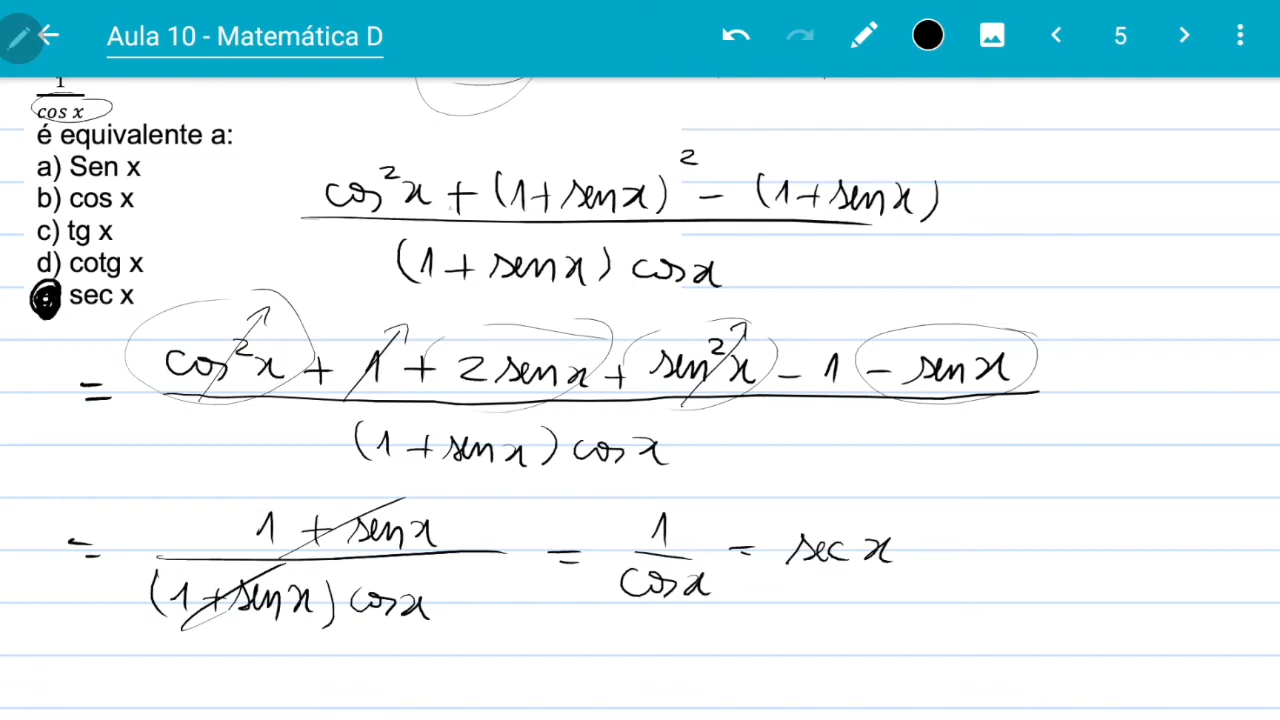 Aula 10 - Matemática D
5
1
cos x
é equivalente a:
a) Sen x
b) cos x
c) tg x
d) cotg x
sec x
cos²x + (1 + sen x)² - (1 + sen x)
(1 + sen x) cos x
= cos²x + 1 + 2 sen x + sen²x - 1 - sen x
(1 + sen x) cos x
= 1 + sen x = 1 = sec x
(1 + sen x) cos x cos x